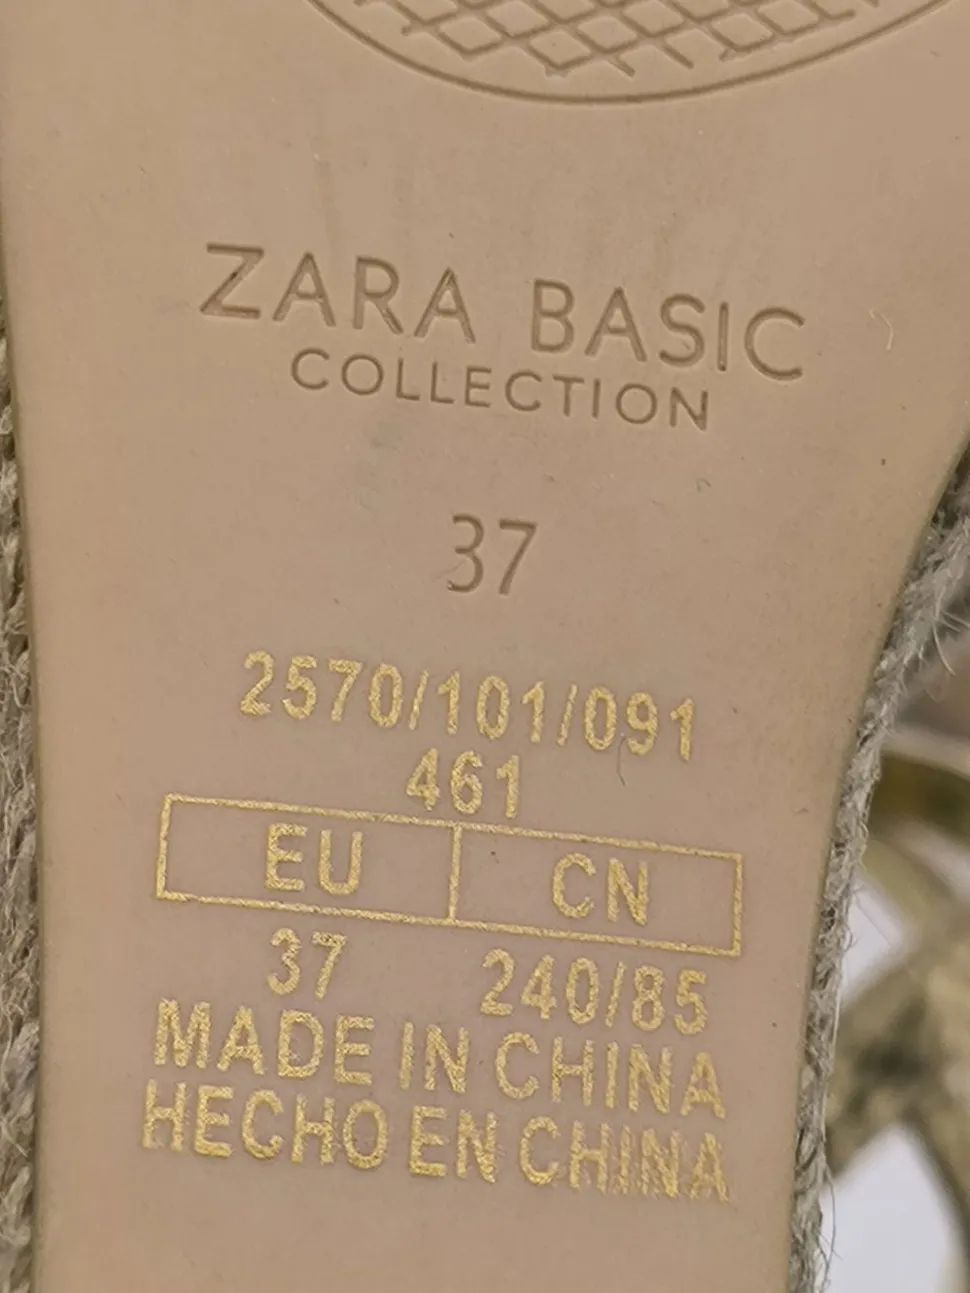 ZARA BASIC
COLLECTION
37
2570/101/091
461
EU CN
37 240/85
MADE IN CHINA
HECHO EN CHINA